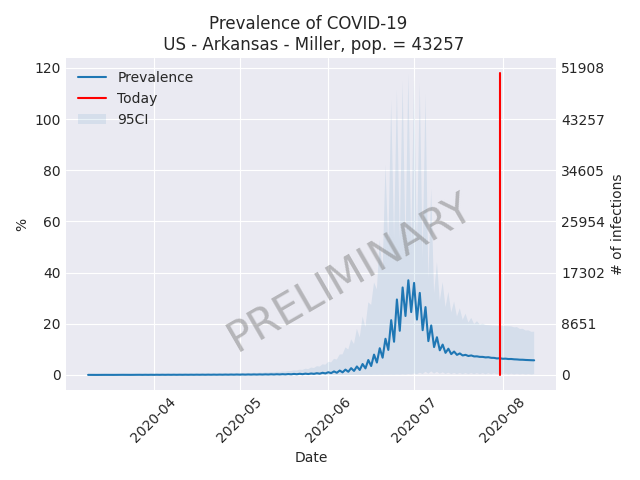 Prevalence of COVID-19
US - Arkansas - Miller, pop. = 43257
Prevalence
Today
95CI
120
100
80
60
40
20
0
%
51908
43257
34605
25954
17302
8651
0
# of infections
PRELIMINARY
2020-04
2020-05
2020-06
2020-07
2020-08
Date